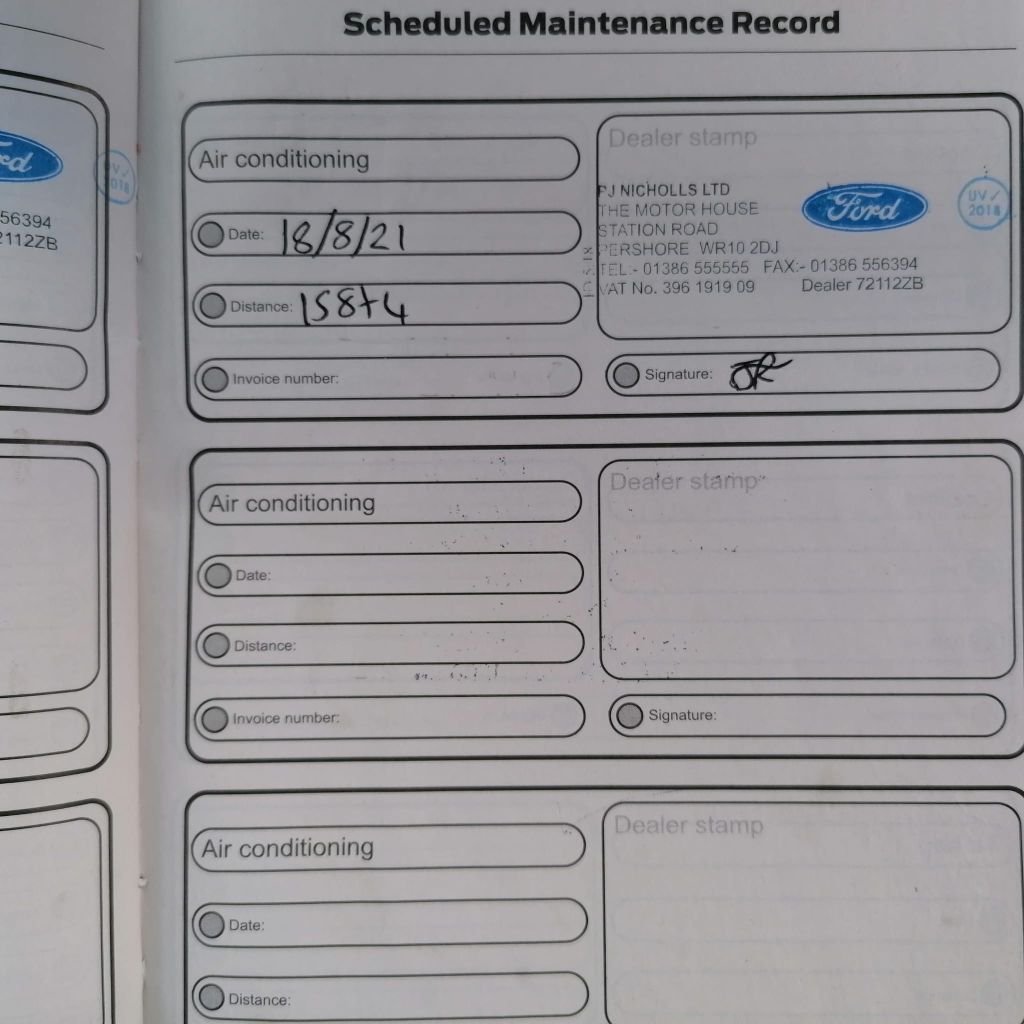 Scheduled Maintenance Record
56394
2112ZB
UV✓
2018
Air conditioning
Date: 18/8/21
Distance: 15874
Invoice number:
Dealer stamp
PJ NICHOLLS LTD
THE MOTOR HOUSE
STATION ROAD
PERSHORE WR10 2DJ
TEL:- 01386 555555 FAX:- 01386 556394
VAT No. 396 1919 09 Dealer 72112ZB
Ford
UV✓
2018
Signature:
Air conditioning
Date:
Distance:
Invoice number:
Dealer stamp
Signature:
Air conditioning
Date:
Distance:
Dealer stamp